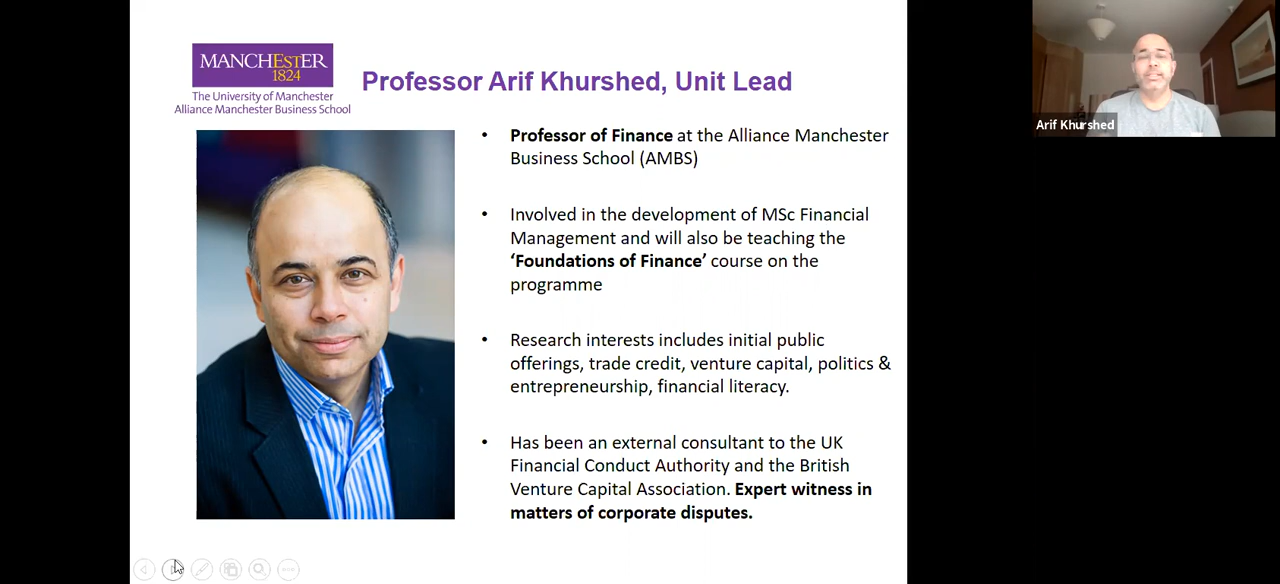 MANCHEstER
1824
The University of Manchester
Alliance Manchester Business School
Professor Arif Khurshed, Unit Lead
• Professor of Finance at the Alliance Manchester
Business School (AMBS)
• Involved in the development of MSc Financial
Management and will also be teaching the
‘Foundations of Finance’ course on the
programme
• Research interests includes initial public
offerings, trade credit, venture capital, politics &
entrepreneurship, financial literacy.
• Has been an external consultant to the UK
Financial Conduct Authority and the British
Venture Capital Association. Expert witness in
matters of corporate disputes.
Arif Khurshed